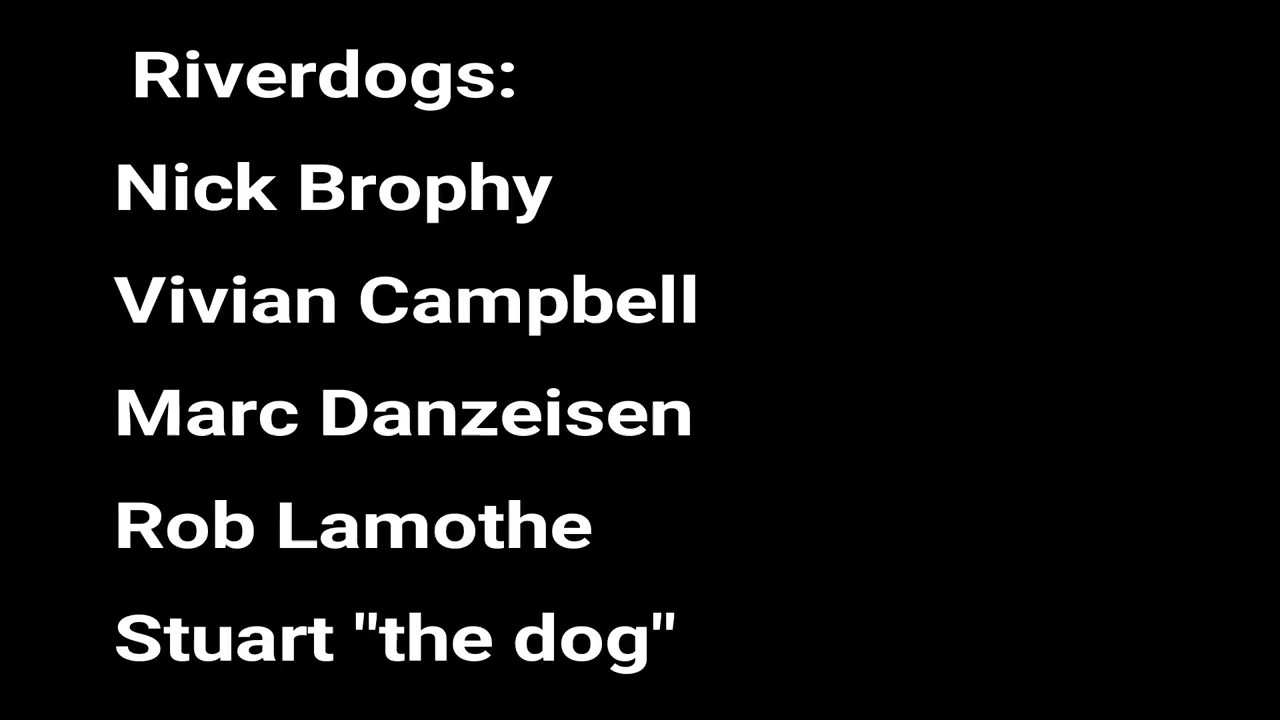 Riverdogs:
Nick Brophy
Vivian Campbell
Marc Danzeisen
Rob Lamothe
Stuart "the dog"